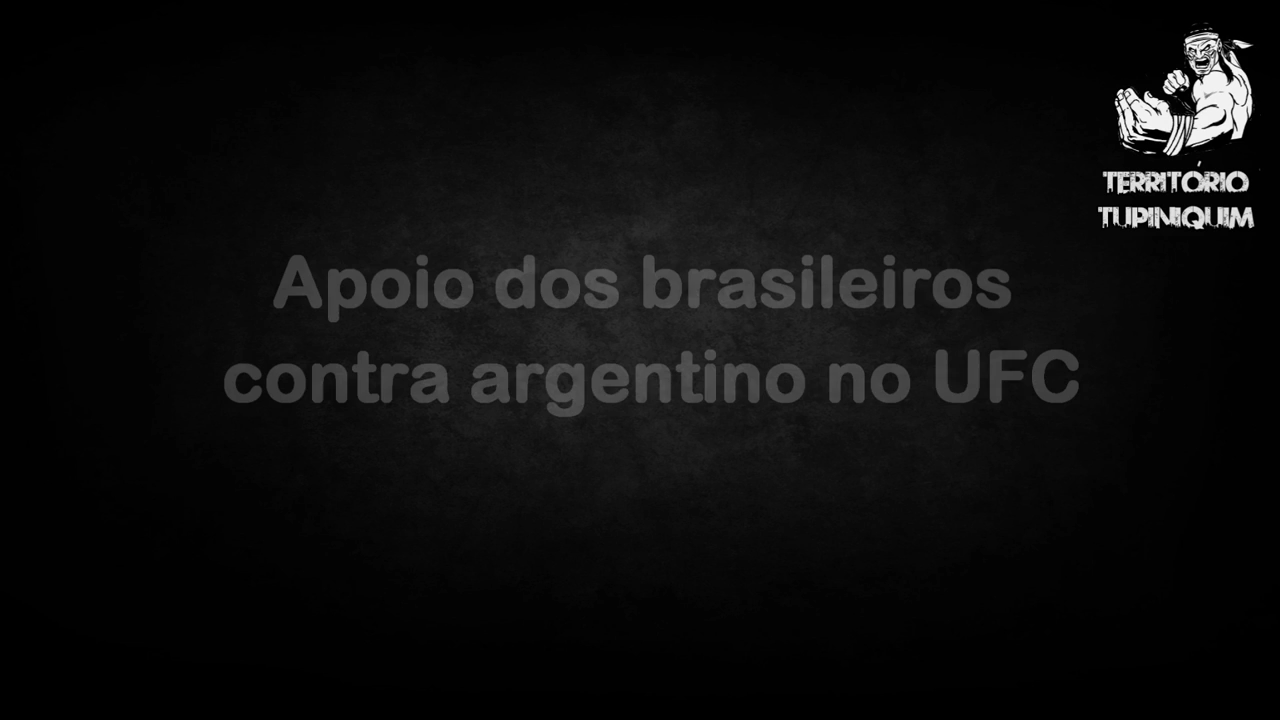 TERRITÓRIO
TUPINIQUIM
Apoio dos brasileiros
contra argentino no UFC